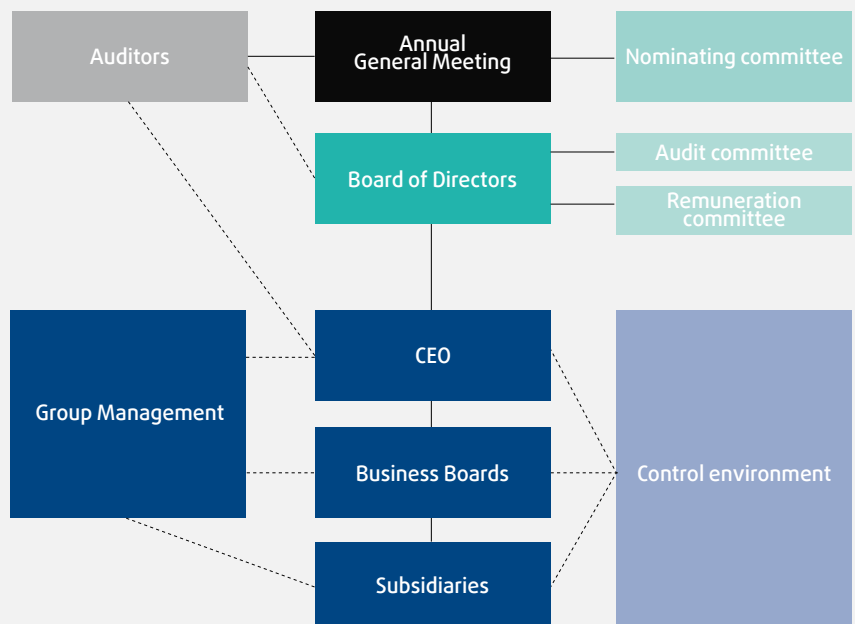 Auditors
Annual
General Meeting
Nominating committee
Board of Directors
Audit committee
Remuneration
committee
Group Management
CEO
Business Boards
Control environment
Subsidiaries